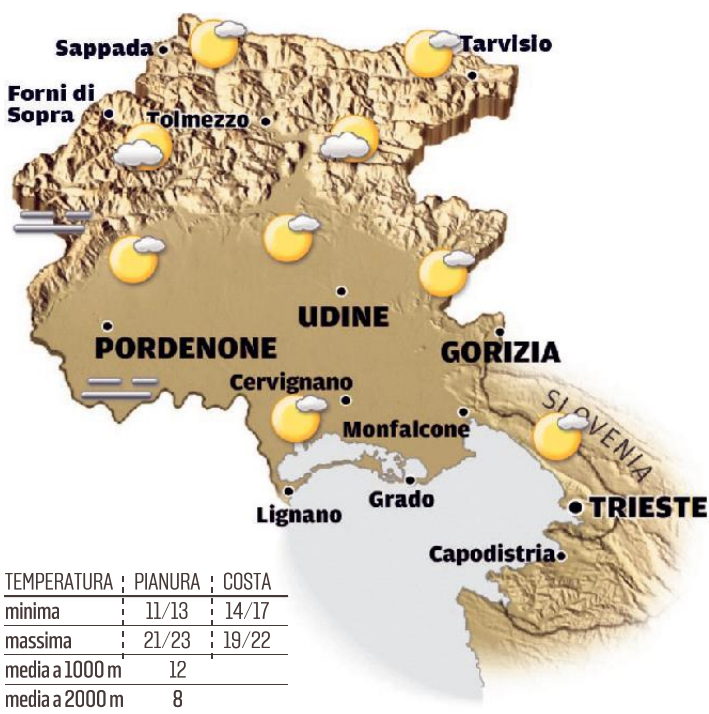 Sappada
Tarvisio
Forni di
Sopra
Tolmezzo
UDINE
PORDENONE
GORIZIA
Cervignano
SLOVENIA
Monfalcone
Lignano
Grado
TRIESTE
Capodistria
TEMPERATURA PIANURA COSTA
minima 11/13 14/17
massima 21/23 19/22
media a 1000 m 12
media a 2000 m 8